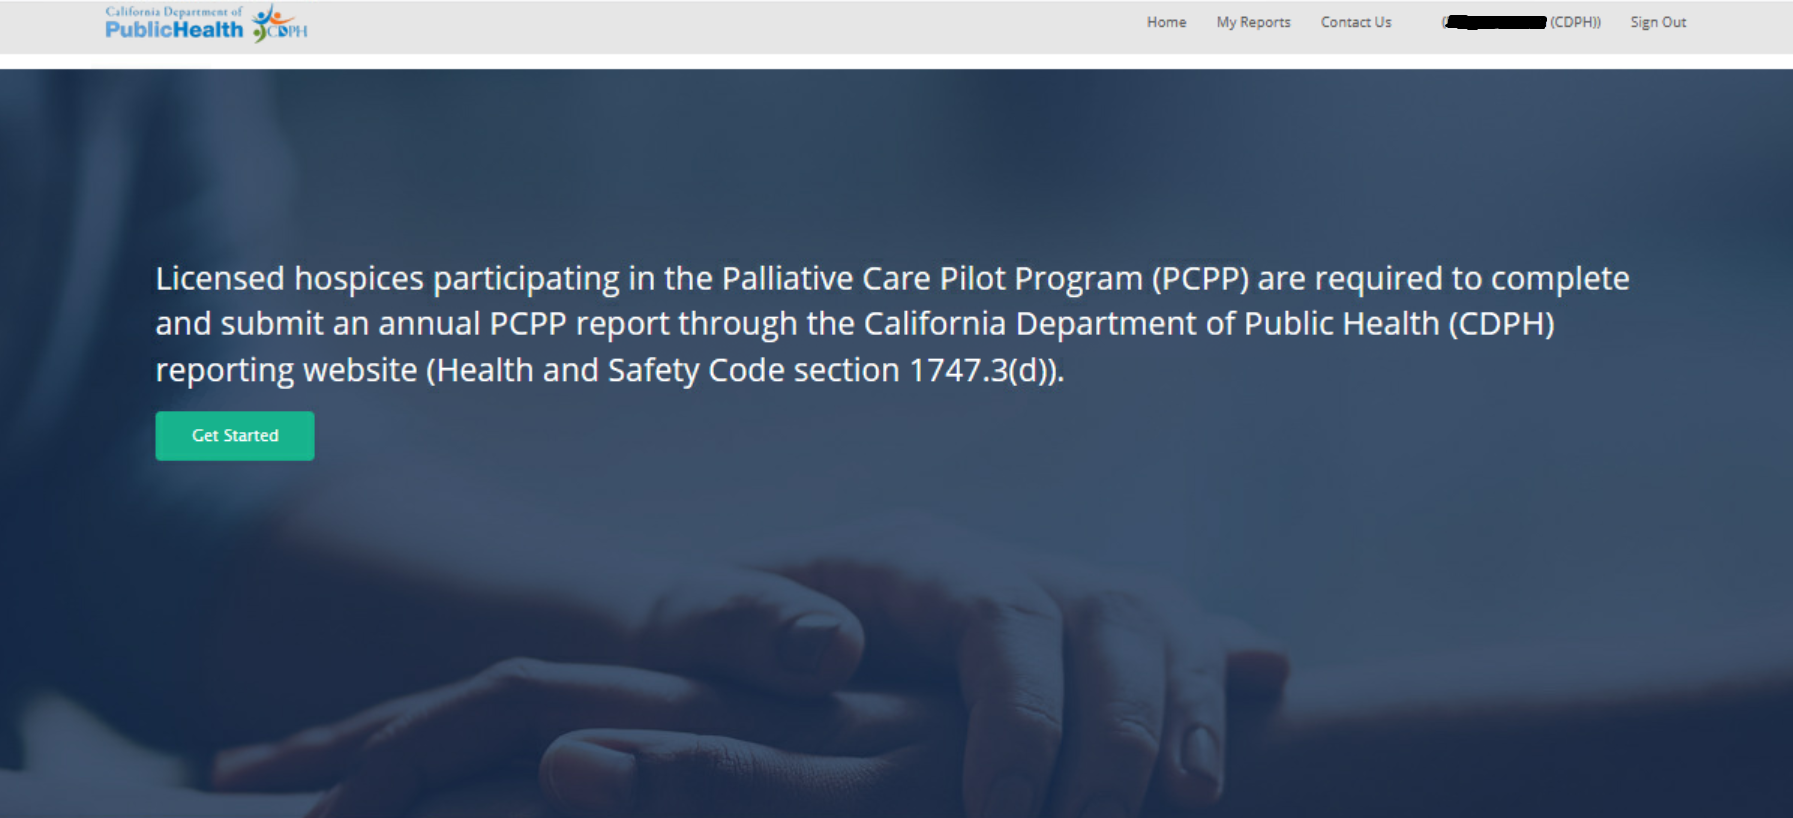 California Department of
PublicHealth
CDPH
Home My Reports Contact Us ( (CDPH)) Sign Out
Licensed hospices participating in the Palliative Care Pilot Program (PCPP) are required to complete
and submit an annual PCPP report through the California Department of Public Health (CDPH)
reporting website (Health and Safety Code section 1747.3(d)).
Get Started